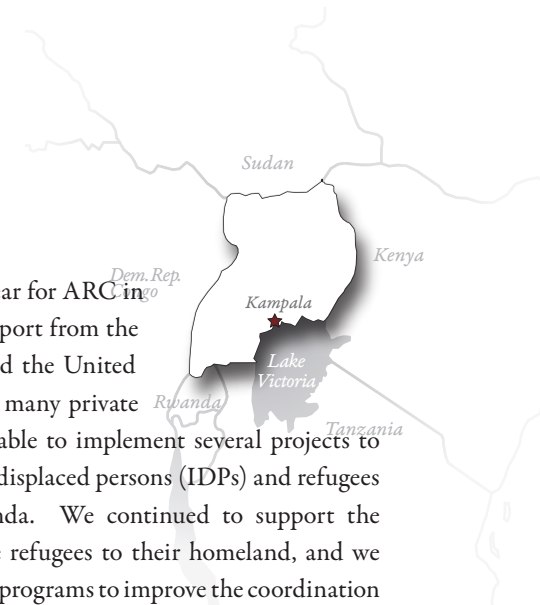 Sudan
Kenya
Dem.Rep.
Congo
Kampala
Lake
Victoria
Rwanda
Tanzania
ar for ARC in
port from the
d the United
many private
able to implement several projects to
displaced persons (IDPs) and refugees
nda. We continued to support the
refugees to their homeland, and we
programs to improve the coordination